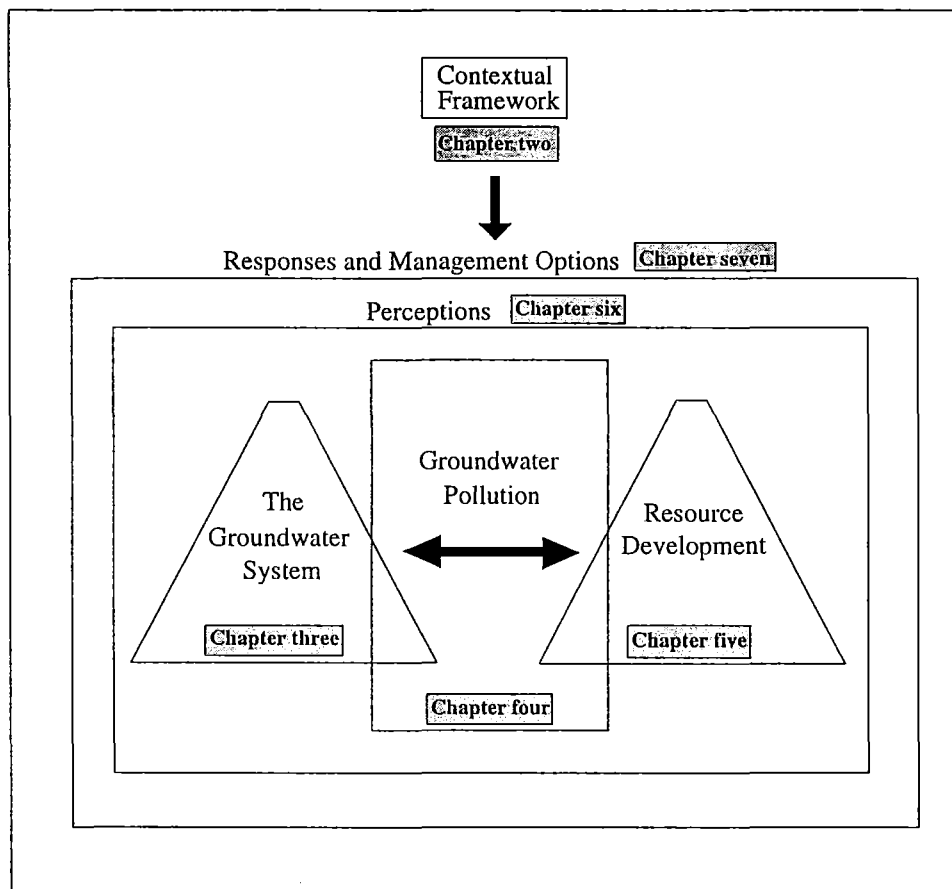 Contextual
Framework
Chapter two
Responses and Management Options Chapter seven
Perceptions Chapter six
The
Groundwater
System
Chapter three
Groundwater
Pollution
Chapter four
Resource
Development
Chapter five